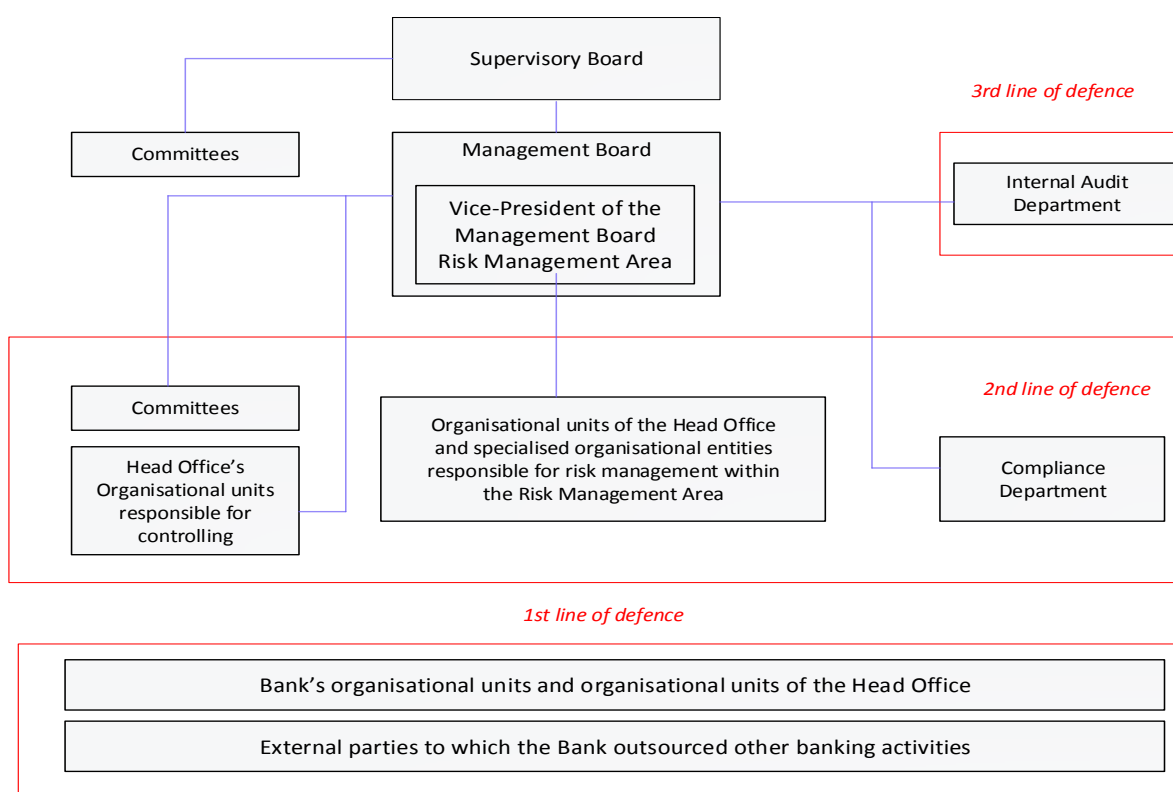 Supervisory Board
3rd line of defence
Committees
Management Board
Internal Audit
Department
Vice-President of the
Management Board
Risk Management Area
2nd line of defence
Committees
Organisational units of the Head Office
and specialised organisational entities
responsible for risk management within
the Risk Management Area
Head Office's
Organisational units
responsible for
controlling
Compliance
Department
1st line of defence
Bank's organisational units and organisational units of the Head Office
External parties to which the Bank outsourced other banking activities